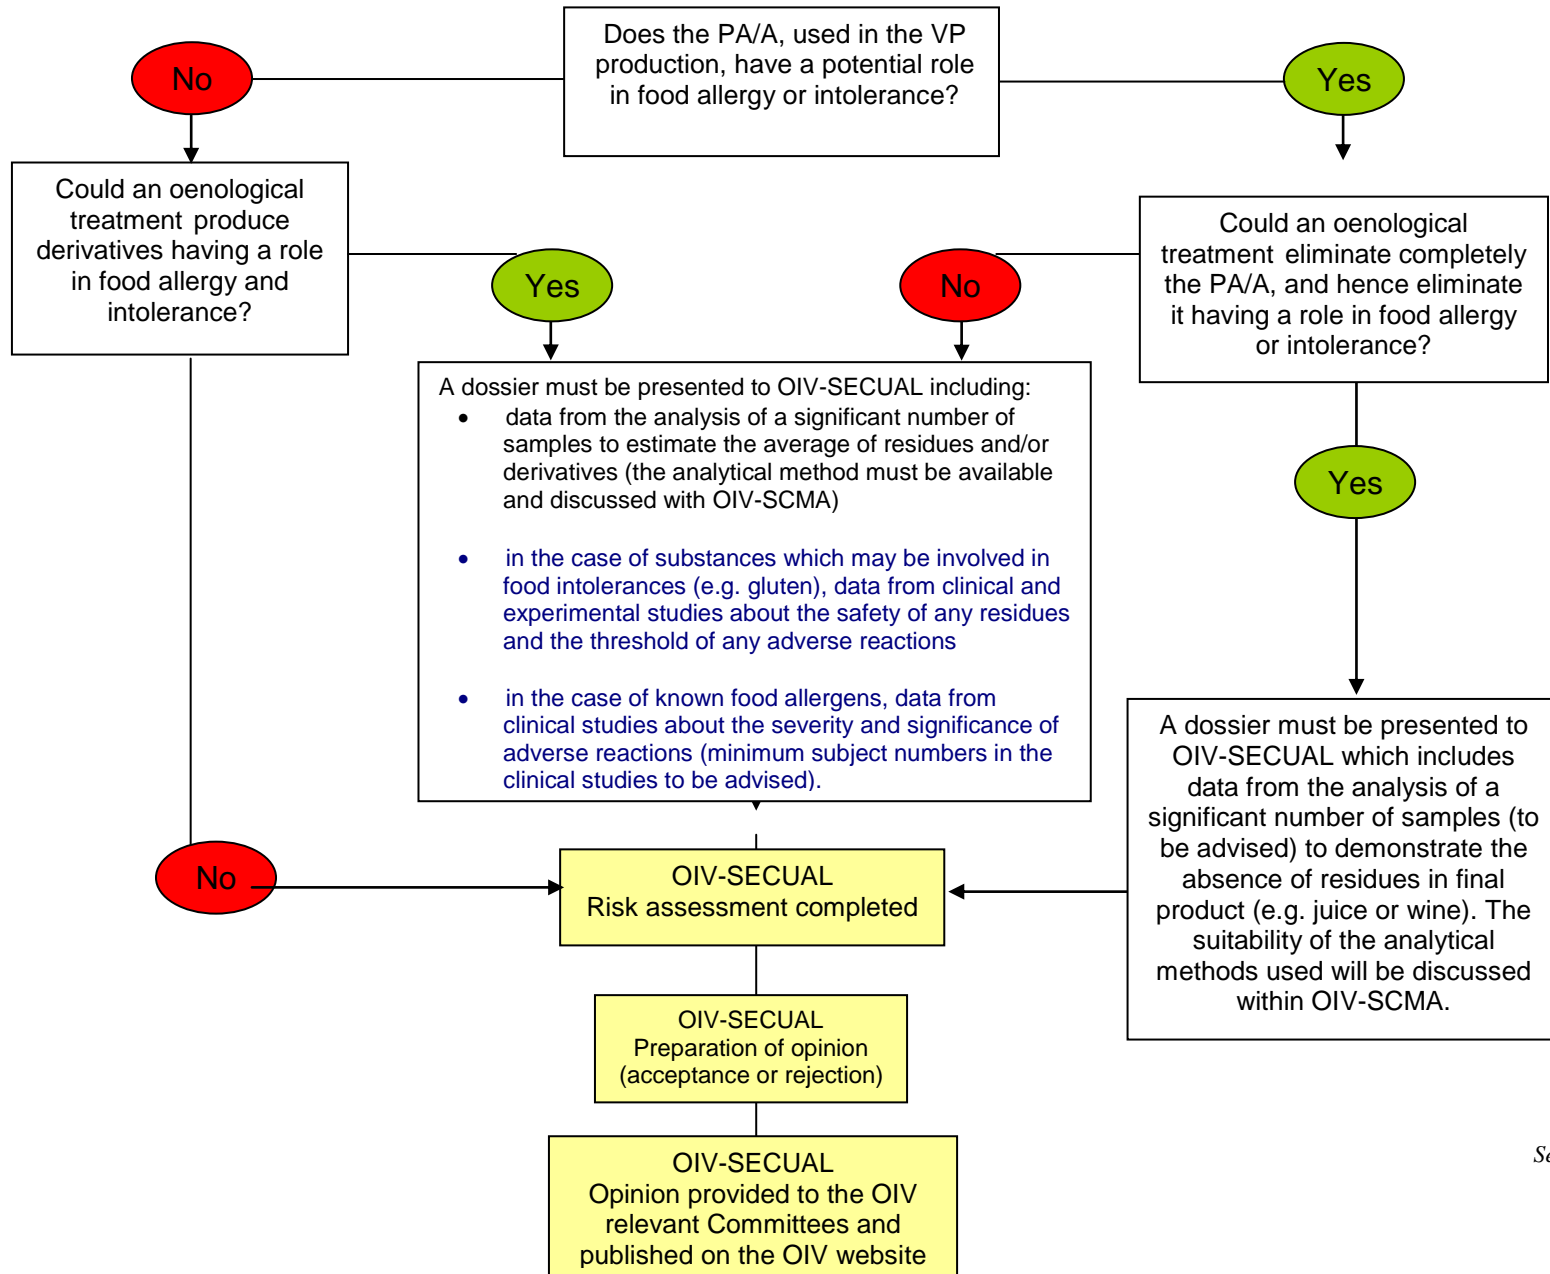 Does the PA/A, used in the VP
production, have a potential role
in food allergy or intolerance?
No
Yes
Could an oenological
treatment produce
derivatives having a role
in food allergy and
intolerance?
Could an oenological
treatment eliminate completely
the PA/A, and hence eliminate
it having a role in food allergy
or intolerance?
Yes
No
A dossier must be presented to OIV-SECUAL including:
• data from the analysis of a significant number of
samples to estimate the average of residues and/or
derivatives (the analytical method must be available
and discussed with OIV-SCMA)
• in the case of substances which may be involved in
food intolerances (e.g. gluten), data from clinical and
experimental studies about the safety of any residues
and the threshold of any adverse reactions
• in the case of known food allergens, data from
clinical studies about the severity and significance of
adverse reactions (minimum subject numbers in the
clinical studies to be advised).
Yes
A dossier must be presented to
OIV-SECUAL which includes
data from the analysis of a
significant number of samples (to
be advised) to demonstrate the
absence of residues in final
product (e.g. juice or wine). The
suitability of the analytical
methods used will be discussed
within OIV-SCMA.
No
OIV-SECUAL
Risk assessment completed
OIV-SECUAL
Preparation of opinion
(acceptance or rejection)
OIV-SECUAL
Opinion provided to the OIV
relevant Committees and
published on the OIV website